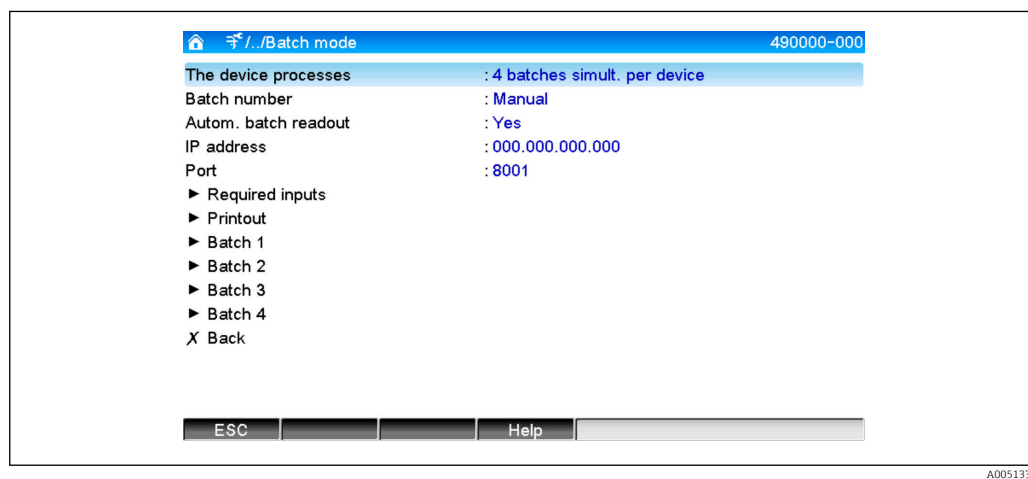 /../Batch mode 490000-000
The device processes : 4 batches simult. per device
Batch number : Manual
Autom. batch readout : Yes
IP address : 000.000.000.000
Port : 8001
► Required inputs
► Printout
► Batch 1
► Batch 2
► Batch 3
► Batch 4
X Back
ESC Help